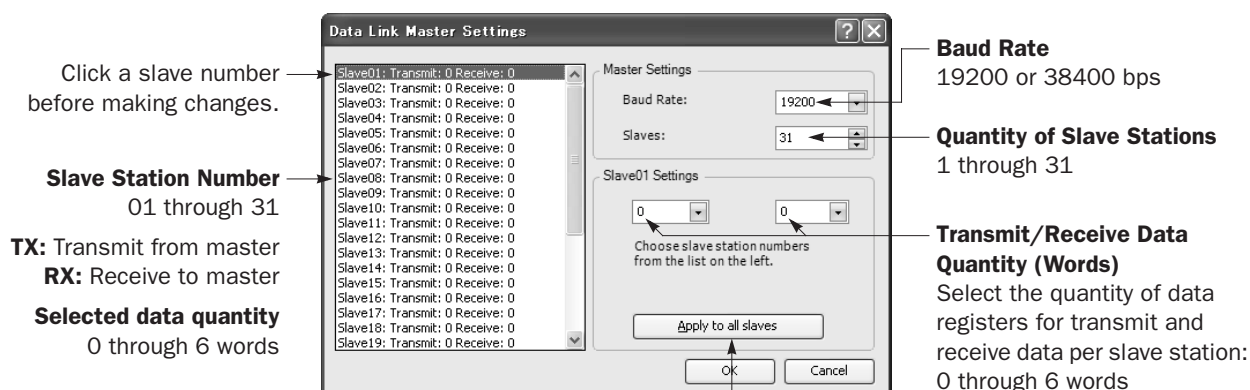 Click a slave number
before making changes.
Slave Station Number
01 through 31
TX: Transmit from master
RX: Receive to master
Selected data quantity
0 through 6 words
Data Link Master Settings
Slave01: Transmit: 0 Receive: 0
Slave02: Transmit: 0 Receive: 0
Slave03: Transmit: 0 Receive: 0
Slave04: Transmit: 0 Receive: 0
Slave05: Transmit: 0 Receive: 0
Slave06: Transmit: 0 Receive: 0
Slave07: Transmit: 0 Receive: 0
Slave08: Transmit: 0 Receive: 0
Slave09: Transmit: 0 Receive: 0
Slave10: Transmit: 0 Receive: 0
Slave11: Transmit: 0 Receive: 0
Slave12: Transmit: 0 Receive: 0
Slave13: Transmit: 0 Receive: 0
Slave14: Transmit: 0 Receive: 0
Slave15: Transmit: 0 Receive: 0
Slave16: Transmit: 0 Receive: 0
Slave17: Transmit: 0 Receive: 0
Slave18: Transmit: 0 Receive: 0
Slave19: Transmit: 0 Receive: 0
Master Settings
Baud Rate: 19200
Slaves: 31
Slave01 Settings
0 0
Choose slave station numbers
from the list on the left.
Apply to all slaves
OK Cancel
Baud Rate
19200 or 38400 bps
Quantity of Slave Stations
1 through 31
Transmit/Receive Data
Quantity (Words)
Select the quantity of data
registers for transmit and
receive data per slave station:
0 through 6 words